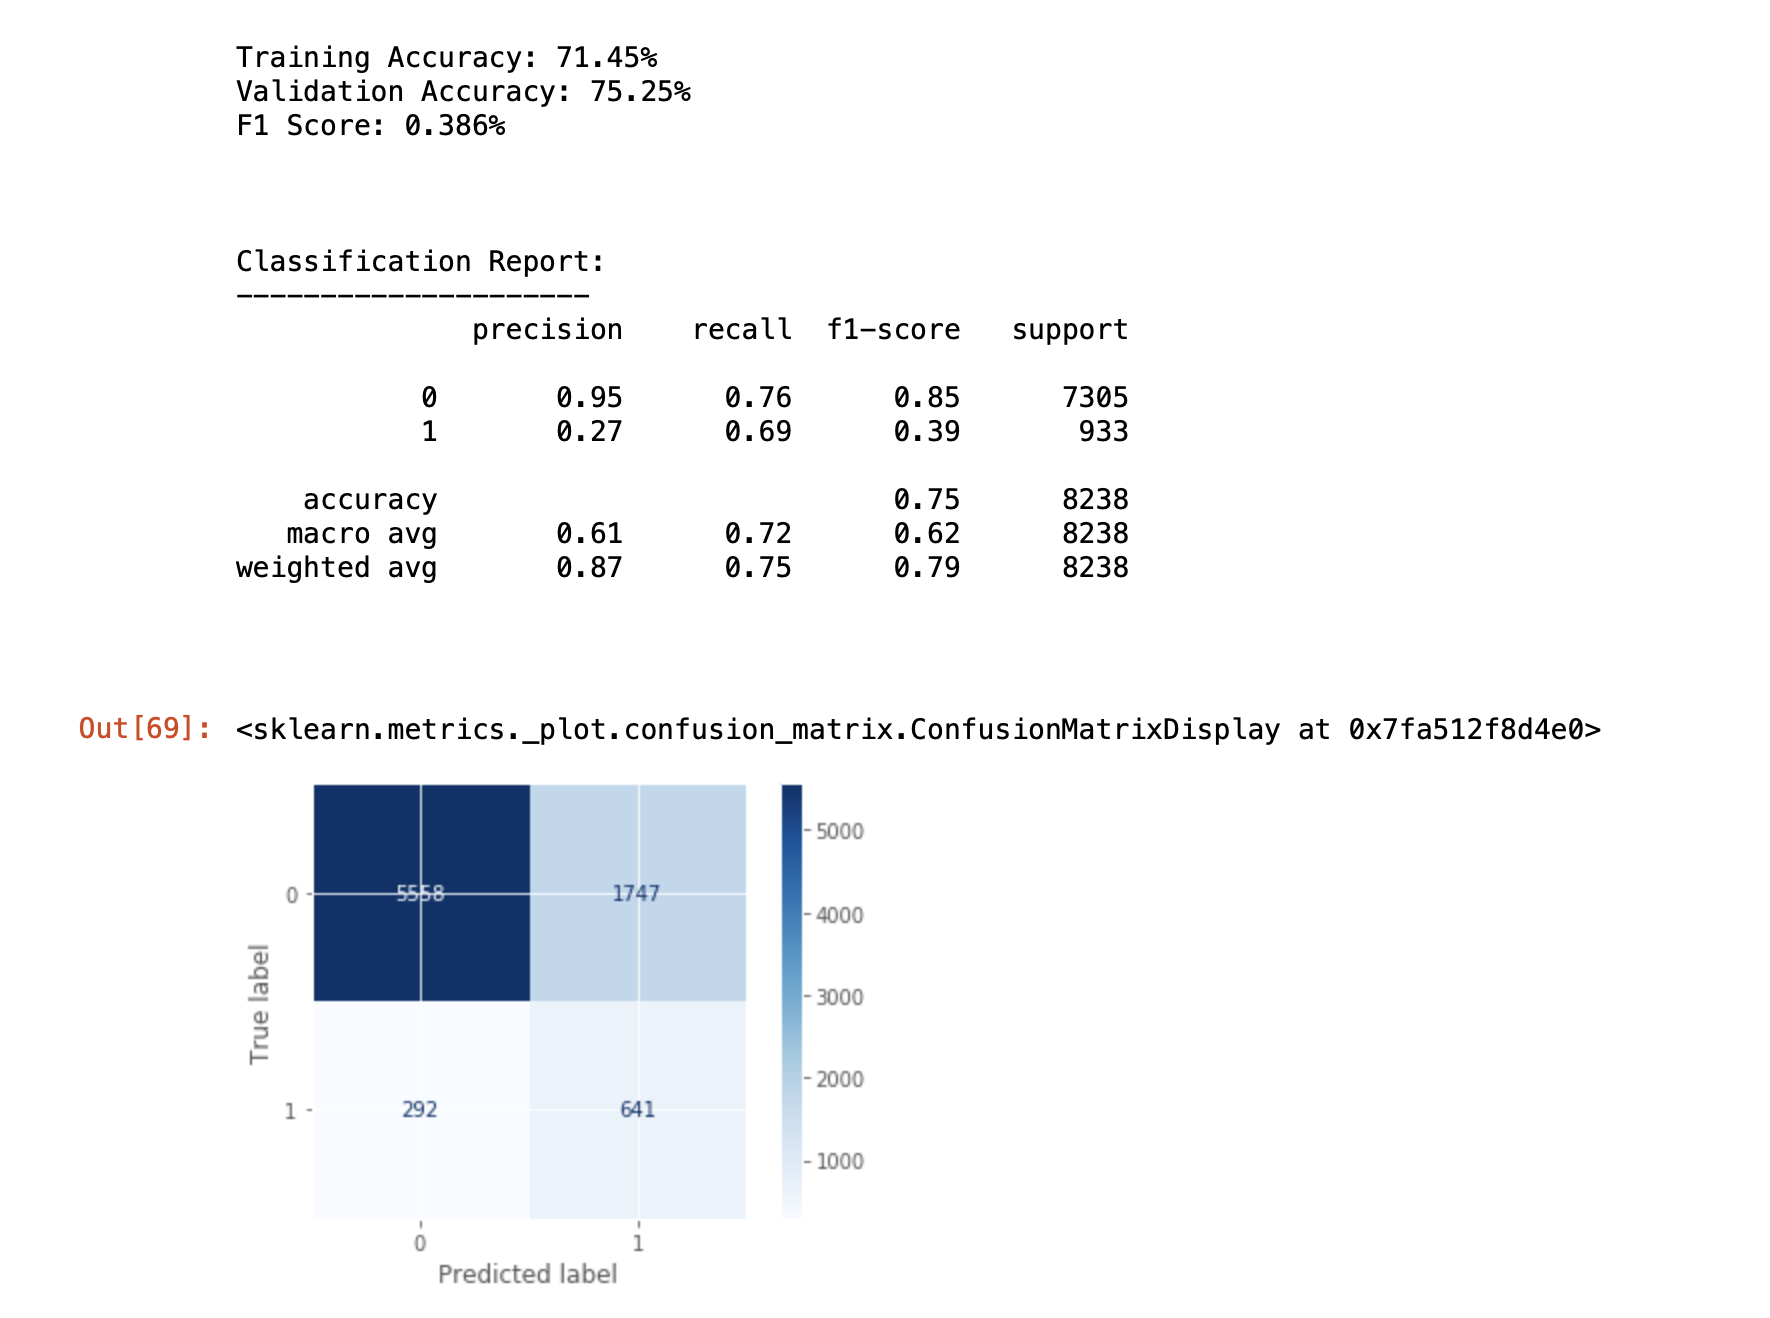 Training Accuracy: 71.45%
Validation Accuracy: 75.25%
F1 Score: 0.386%
Classification Report:
---------------------
precision recall f1-score support
0 0.95 0.76 0.85 7305
1 0.27 0.69 0.39 933
accuracy 0.75 8238
macro avg 0.61 0.72 0.62 8238
weighted avg 0.87 0.75 0.79 8238
Out[69]: <sklearn.metrics._plot.confusion_matrix.ConfusionMatrixDisplay at 0x7fa512f8d4e0>
5000
0 5558 1747
4000
True label
3000
2000
1 292 641
1000
0 1
Predicted label